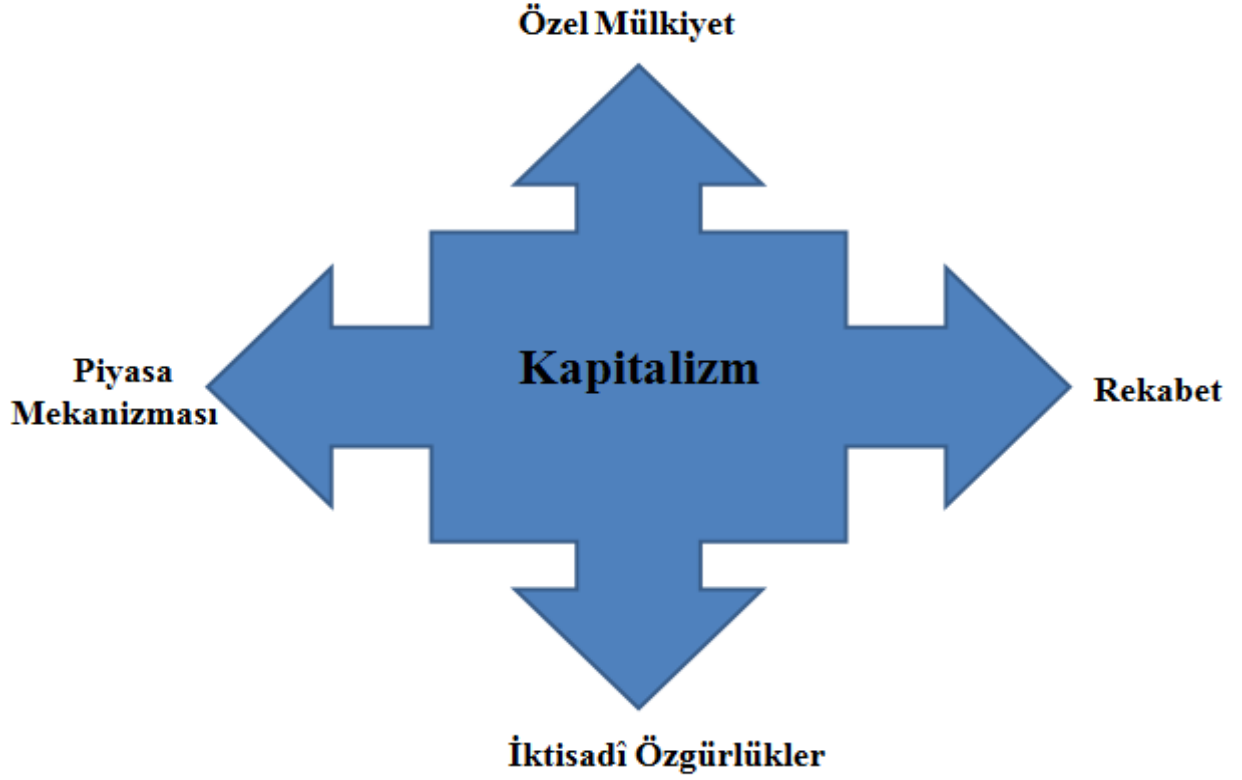 Özel Mülkiyet
Kapitalizm
Piyasa
Mekanizması
Rekabet
İktisadî Özgürlükler